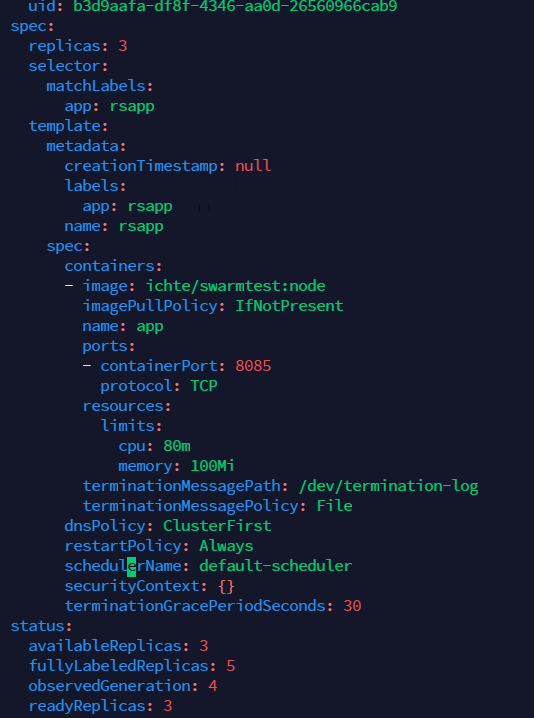 uid: b3d9aafa-df8f-4346-aa0d-26560966cab9
spec:
  replicas: 3
  selector:
    matchLabels:
      app: rsapp
  template:
    metadata:
      creationTimestamp: null
      labels:
        app: rsapp
      name: rsapp
    spec:
      containers:
      - image: ichte/swarmtest:node
        imagePullPolicy: IfNotPresent
        name: app
        ports:
        - containerPort: 8085
          protocol: TCP
        resources:
          limits:
            cpu: 80m
            memory: 100Mi
        terminationMessagePath: /dev/termination-log
        terminationMessagePolicy: File
      dnsPolicy: ClusterFirst
      restartPolicy: Always
      schedulerName: default-scheduler
      securityContext: {}
      terminationGracePeriodSeconds: 30
status:
  availableReplicas: 3
  fullyLabeledReplicas: 5
  observedGeneration: 4
  readyReplicas: 3